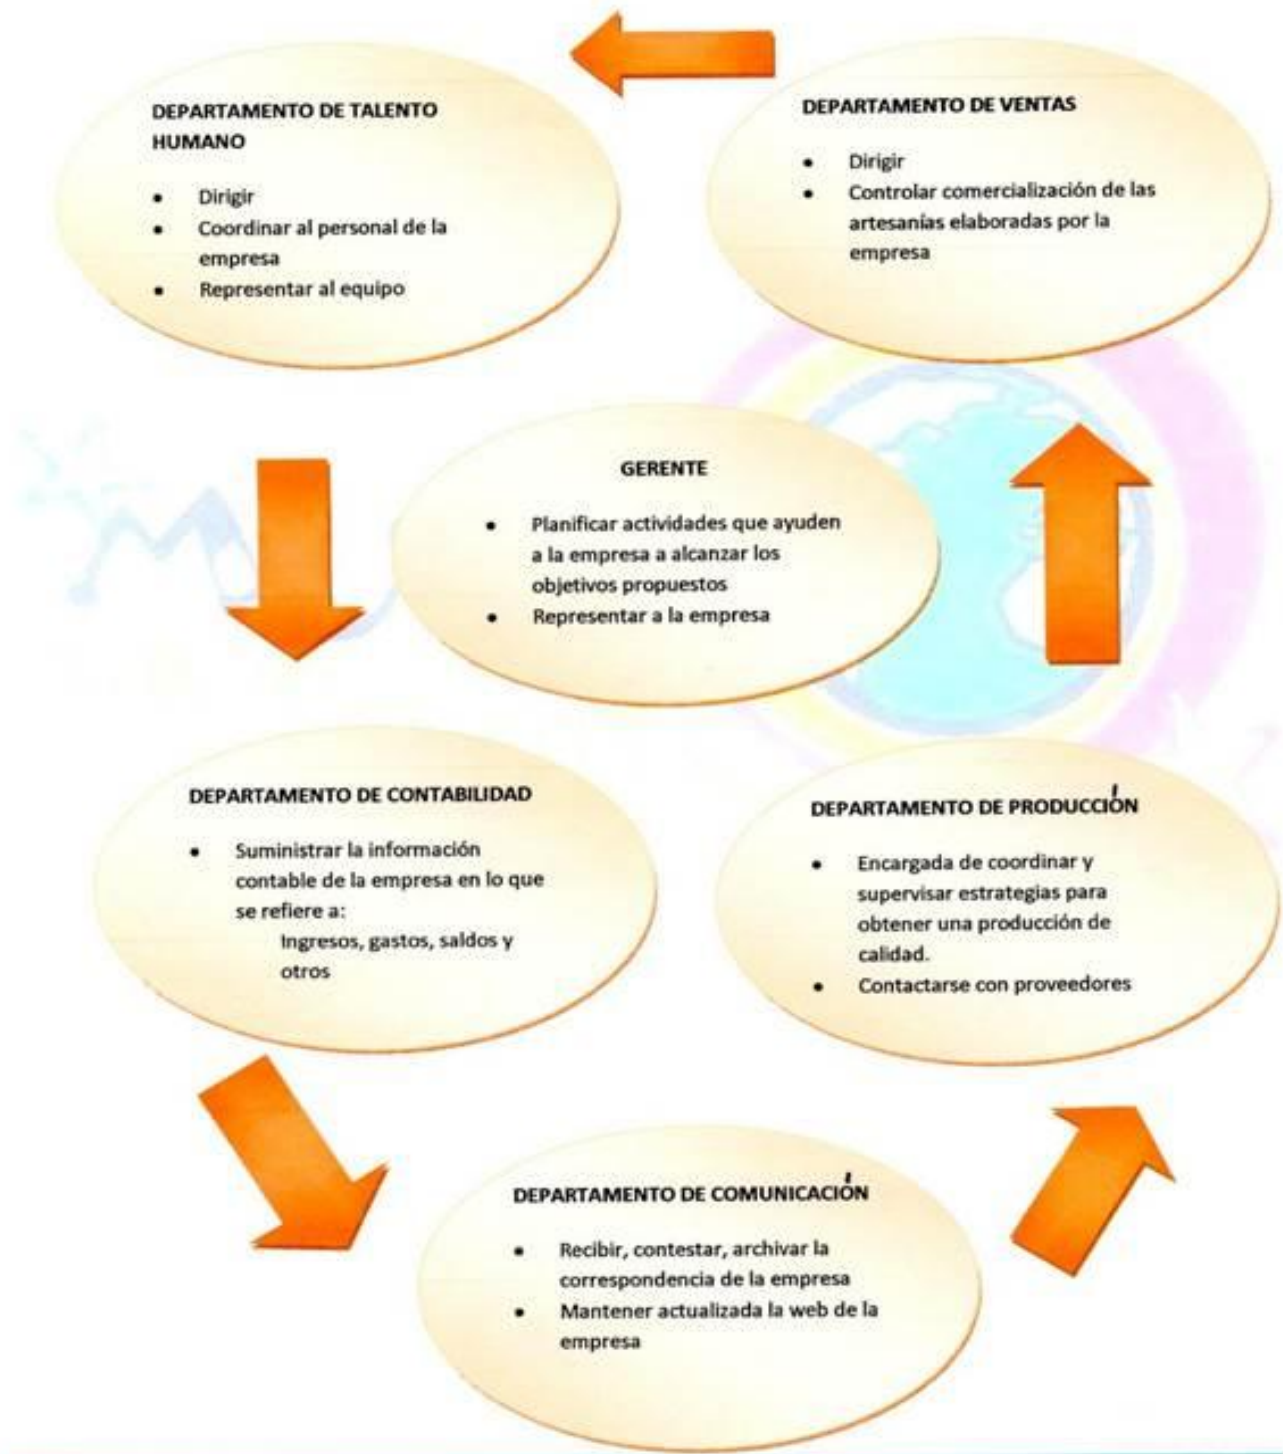 DEPARTAMENTO DE TALENTO
HUMANO
• Dirigir
• Coordinar al personal de la
empresa
• Representar al equipo
DEPARTAMENTO DE VENTAS
• Dirigir
• Controlar comercialización de las
artesanías elaboradas por la
empresa
GERENTE
• Planificar actividades que ayuden
a la empresa a alcanzar los
objetivos propuestos
• Representar a la empresa
DEPARTAMENTO DE CONTABILIDAD
• Suministrar la información
contable de la empresa en lo que
se refiere a:
Ingresos, gastos, saldos y
otros
DEPARTAMENTO DE PRODUCCIÓN
• Encargada de coordinar y
supervisar estrategias para
obtener una producción de
calidad.
• Contactarse con proveedores
DEPARTAMENTO DE COMUNICACIÓN
• Recibir, contestar, archivar la
correspondencia de la empresa
• Mantener actualizada la web de la
empresa